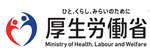 ひと、くらし、みらいのために
厚生労働省
Ministry of Health, Labour and Welfare